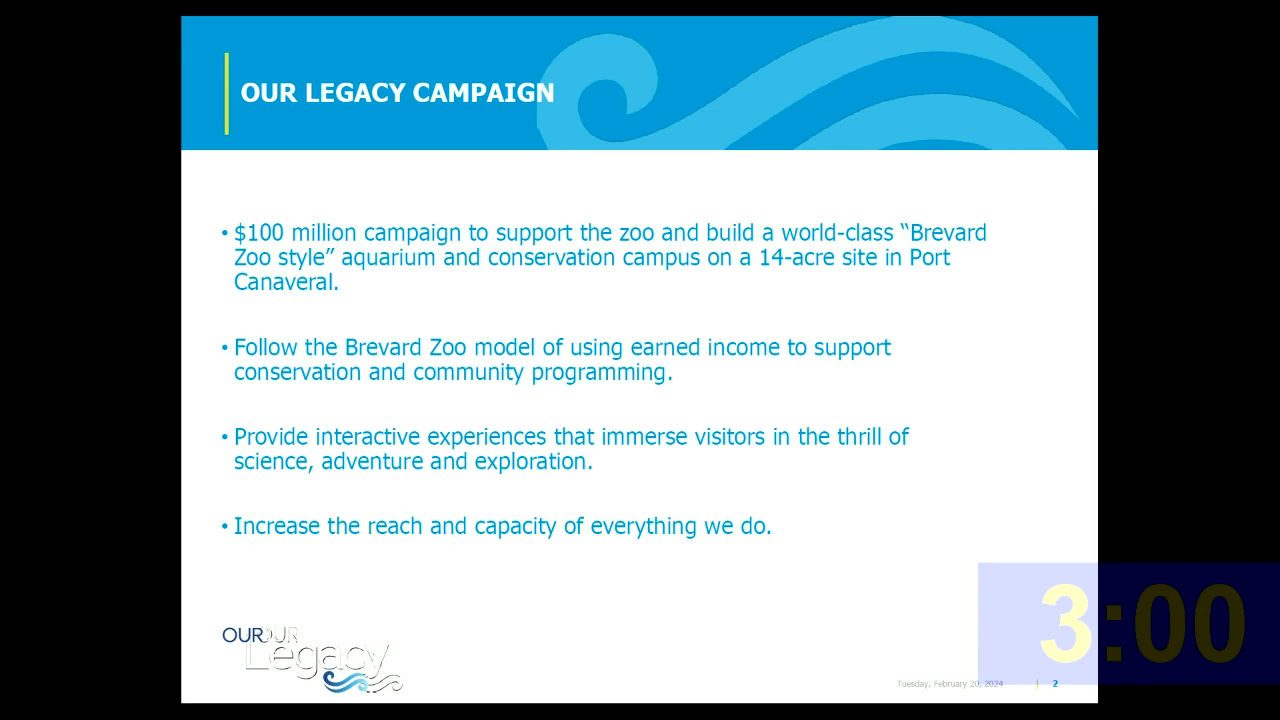 OUR LEGACY CAMPAIGN
• $100 million campaign to support the zoo and build a world-class “Brevard
Zoo style” aquarium and conservation campus on a 14-acre site in Port
Canaveral.
• Follow the Brevard Zoo model of using earned income to support
conservation and community programming.
• Provide interactive experiences that immerse visitors in the thrill of
science, adventure and exploration.
• Increase the reach and capacity of everything we do.
3:00
OUR OUR
Legacy
Tuesday, February 20, 2024 | 2